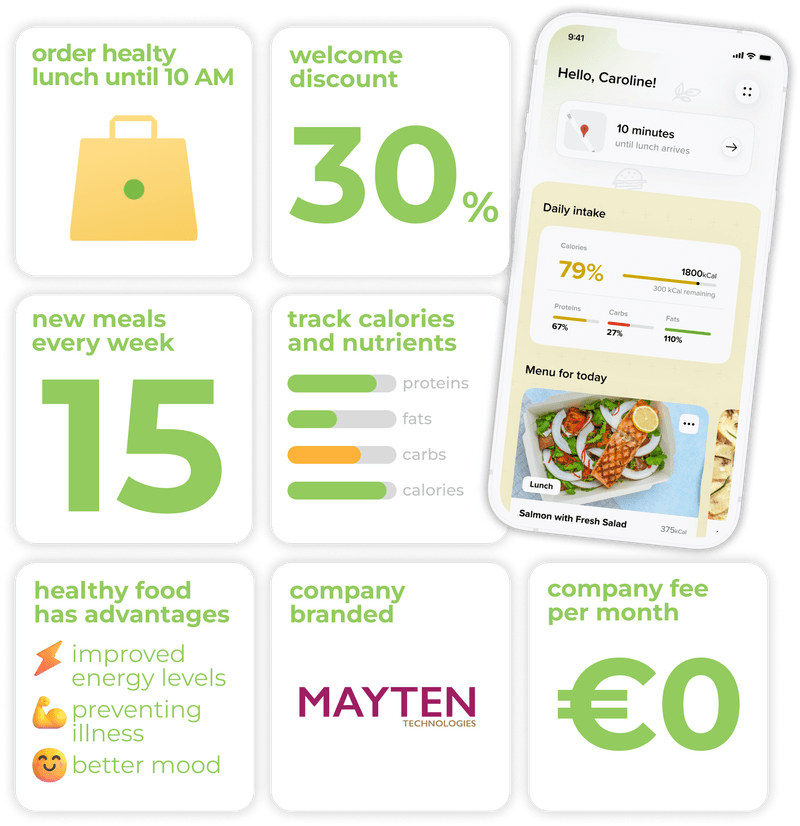 order healty
lunch until 10 AM
welcome
discount
30%
9:41
Hello, Caroline!
10 minutes
until lunch arrives
Daily intake
Calories
79%
1800kCal
300 kCal remaining
Proteins
67%
Carbs
27%
Fats
110%
Menu for today
Lunch
Salmon with Fresh Salad
375kCal
new meals
every week
15
track calories
and nutrients
proteins
fats
carbs
calories
healthy food
has advantages
improved
energy levels
preventing
illness
better mood
company
branded
MAYTEN
TECHNOLOGIES
company fee
per month
€0